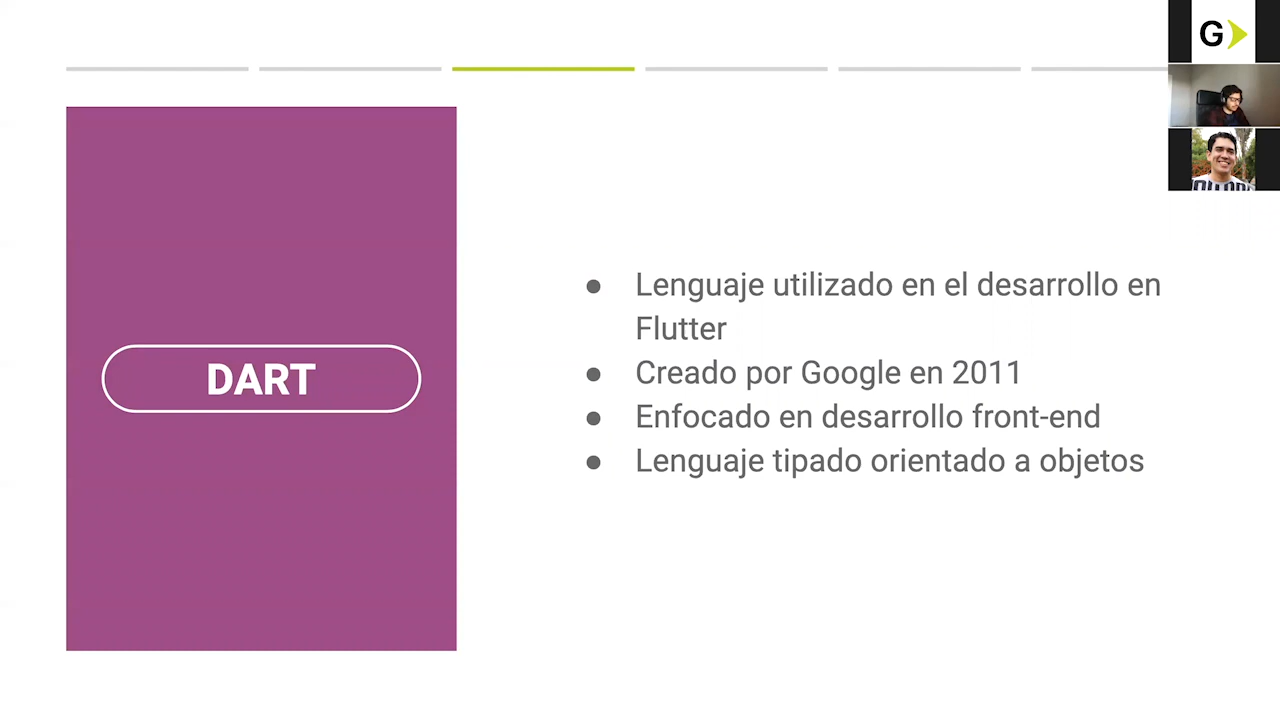 G
DART
● Lenguaje utilizado en el desarrollo en
Flutter
● Creado por Google en 2011
● Enfocado en desarrollo front-end
● Lenguaje tipado orientado a objetos